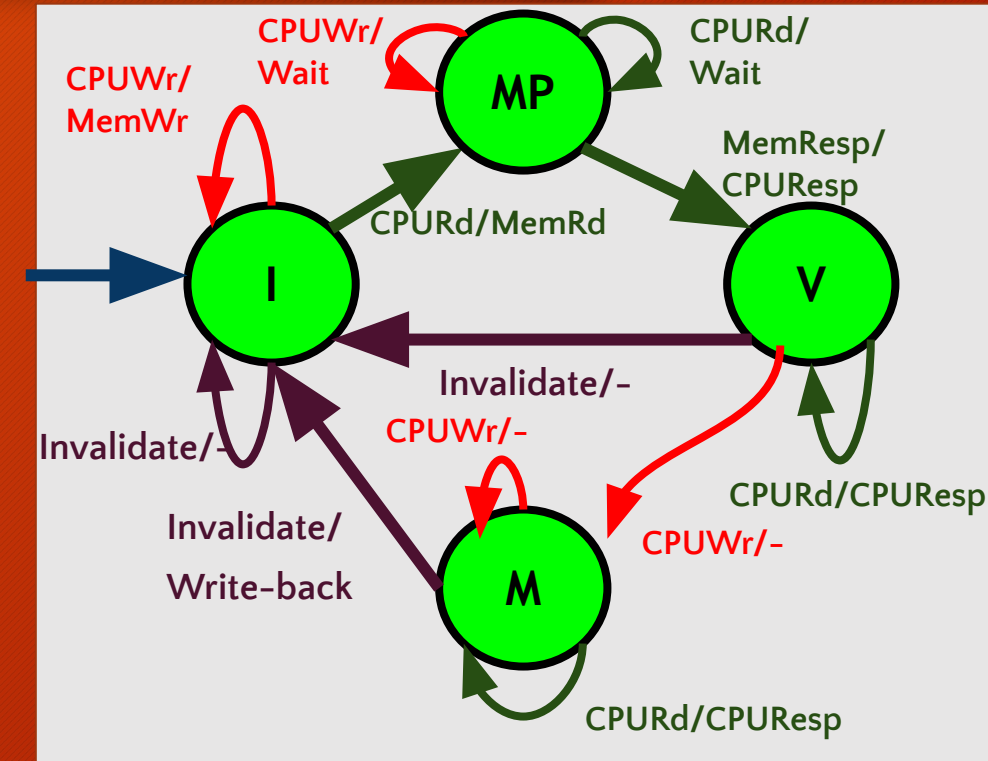 CPUWr/
Wait
CPURd/
Wait
CPUWr/
MemWr
MP
MemResp/
CPUResp
CPURd/MemRd
I
V
Invalidate/-
CPUWr/-
Invalidate/-
CPURd/CPUResp
Invalidate/
Write-back
CPUWr/-
M
CPURd/CPUResp